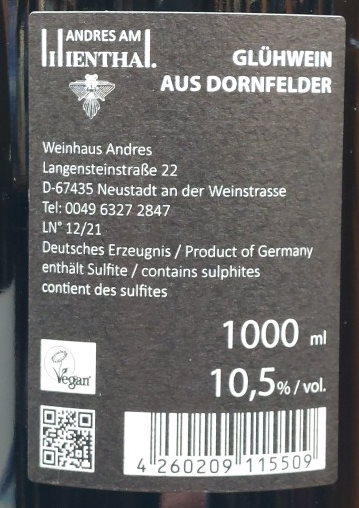 ANDRES AM
LILIENTHAL.
GLÜHWEIN
AUS DORNFELDER
Weinhaus Andres
Langensteinstraße 22
D-67435 Neustadt an der Weinstrasse
Tel: 0049 6327 2847
LN° 12/21
Deutsches Erzeugnis / Product of Germany
enthält Sulfite / contains sulphites
contient des sulfites
1000 ml
10,5%/vol.
Vegan
4 260209 115509